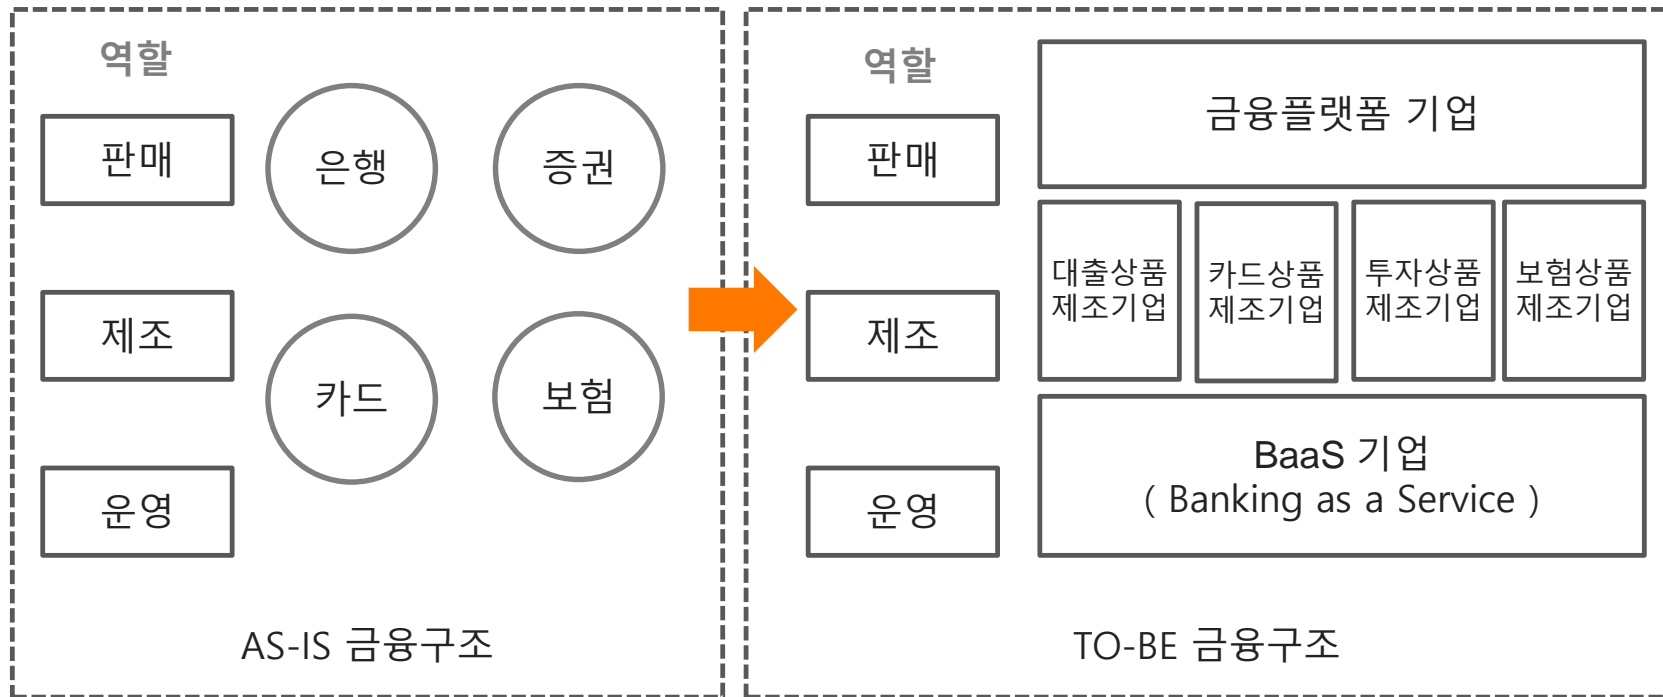 역할
판매
은행
증권
제조
카드
보험
운영
AS-IS 금융구조
역할
금융플랫폼 기업
판매
대출상품
제조기업
카드상품
제조기업
투자상품
제조기업
보험상품
제조기업
제조
BaaS 기업
( Banking as a Service )
운영
TO-BE 금융구조